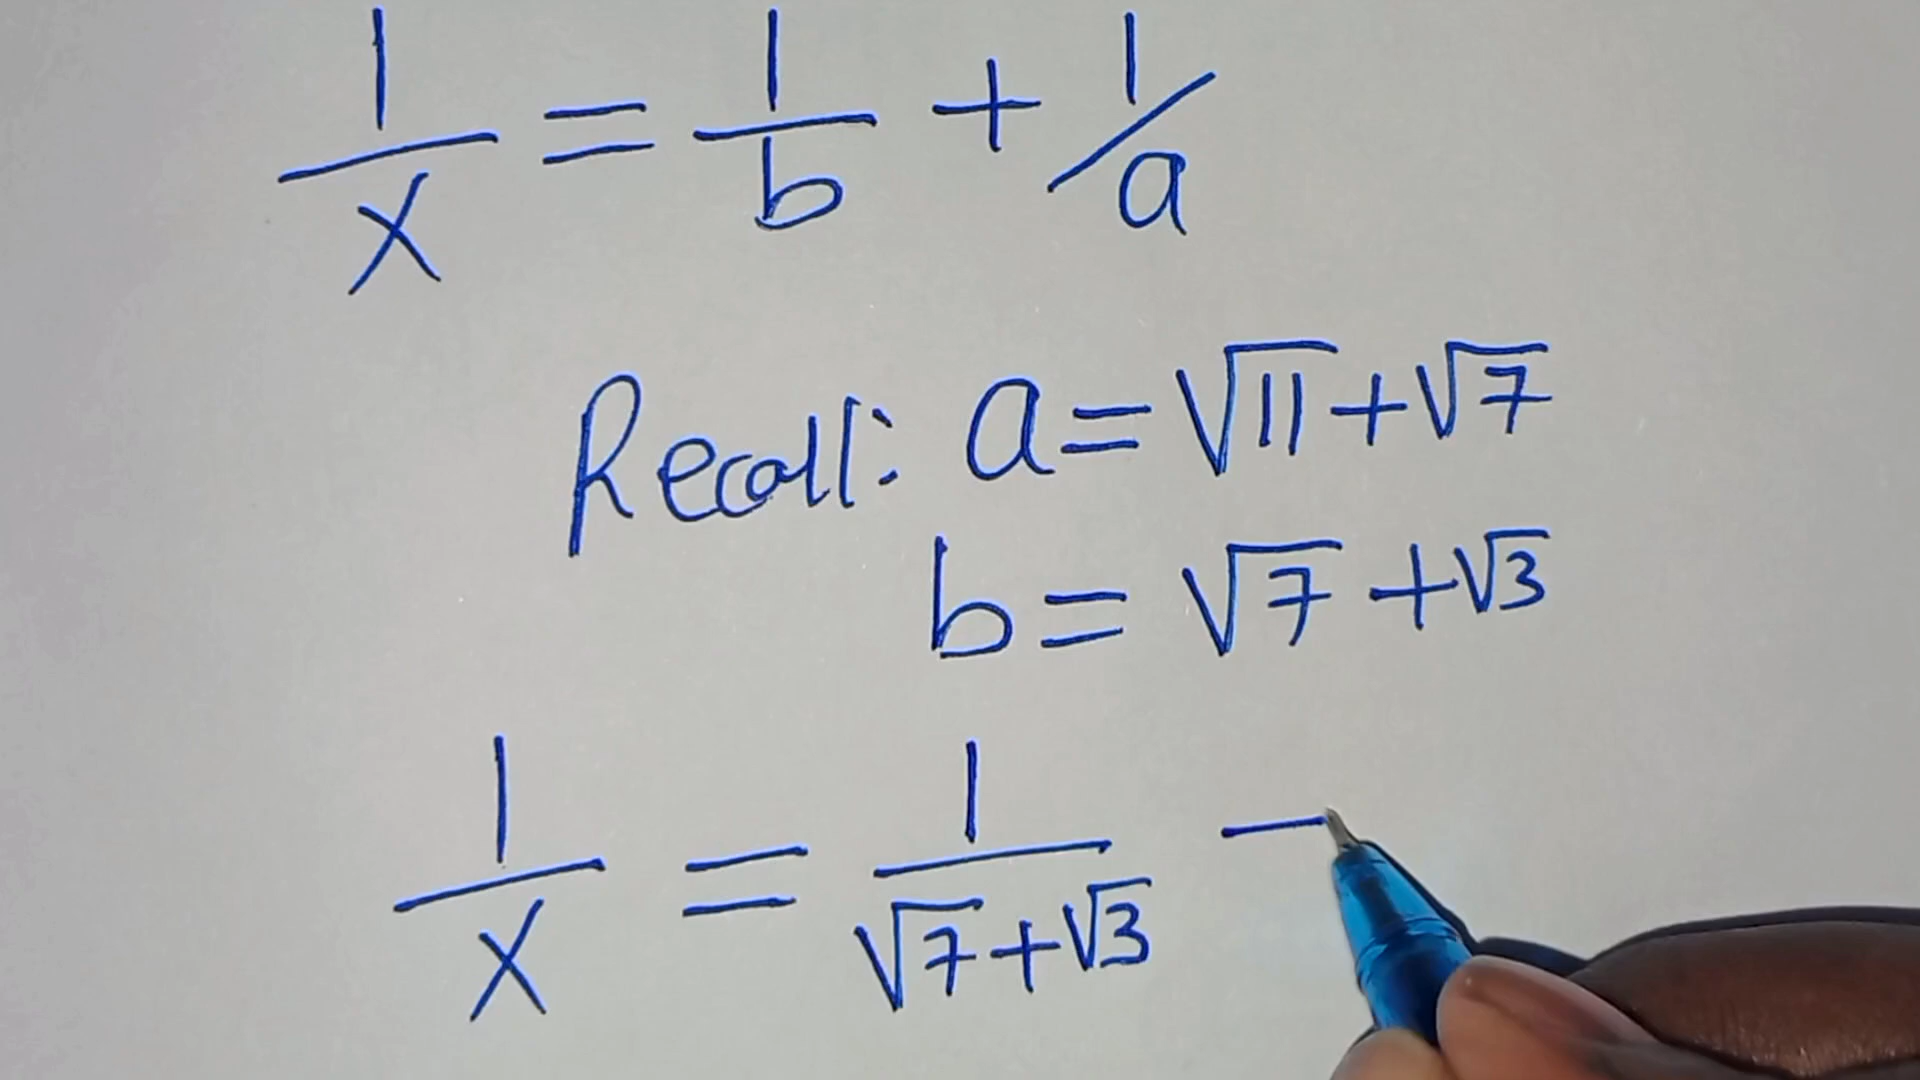 1/x = 1/b + 1/a
Recall: a = √11 + √7
b = √7 + √3
1/x = 1/(√7 + √3) —